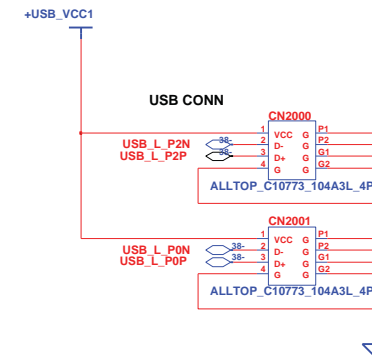 +USB_VCC1
USB CONN
CN2000
1 VCC G P1
USB_L_P2N 38- 2 D- G P2
USB_L_P2P 38- 3 D+ G G1
4 G G G2
ALLTOP_C10773_104A3L_4P
CN2001
1 VCC G P1
USB_L_P0N 38- 2 D- G P2
USB_L_P0P 38- 3 D+ G G1
4 G G G2
ALLTOP_C10773_104A3L_4P